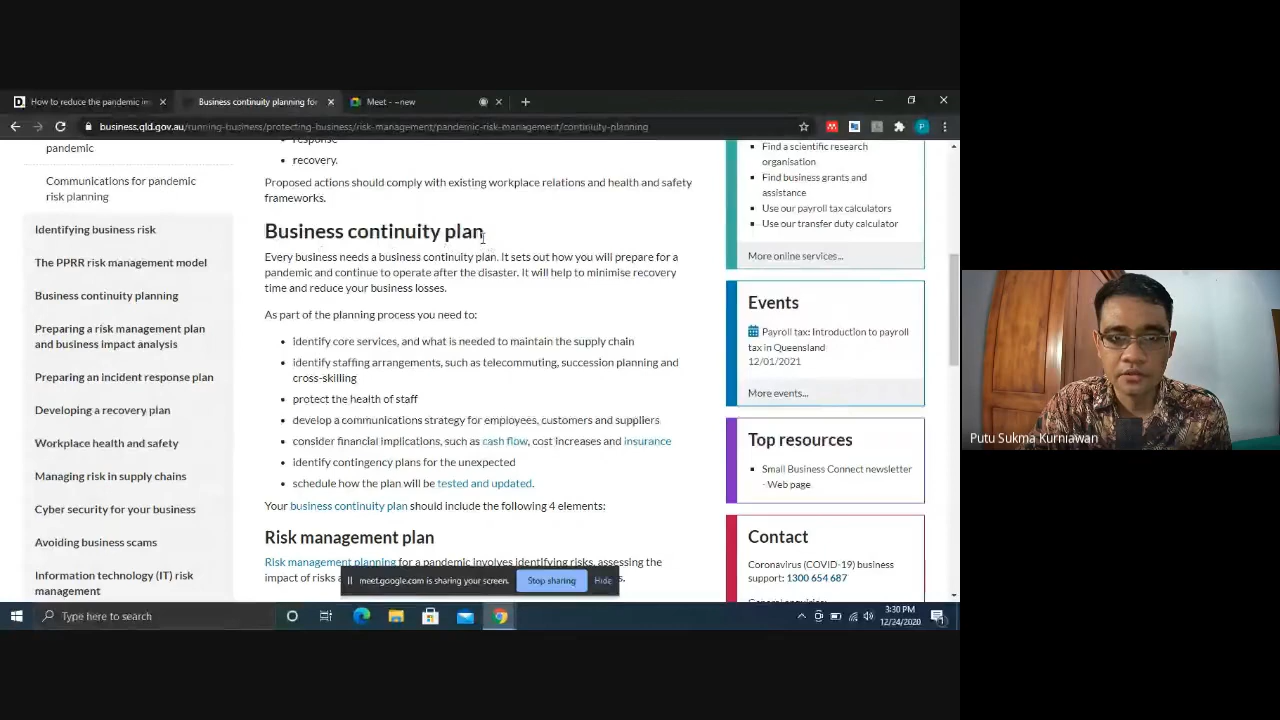 How to reduce the pandemic im
Business continuity planning for
Meet - ~new
business.qld.gov.au/running-business/protecting-business/risk-management/pandemic-risk-management/continuity-planning
pandemic
Communications for pandemic
risk planning
Identifying business risk
The PPRR risk management model
Business continuity planning
Preparing a risk management plan
and business impact analysis
Preparing an incident response plan
Developing a recovery plan
Workplace health and safety
Managing risk in supply chains
Cyber security for your business
Avoiding business scams
Information technology (IT) risk
management
response
recovery.
Proposed actions should comply with existing workplace relations and health and safety
frameworks.
Business continuity plan
Every business needs a business continuity plan. It sets out how you will prepare for a
pandemic and continue to operate after the disaster. It will help to minimise recovery
time and reduce your business losses.
As part of the planning process you need to:
identify core services, and what is needed to maintain the supply chain
identify staffing arrangements, such as telecommuting, succession planning and
cross-skilling
protect the health of staff
develop a communications strategy for employees, customers and suppliers
consider financial implications, such as cash flow, cost increases and insurance
identify contingency plans for the unexpected
schedule how the plan will be tested and updated.
Your business continuity plan should include the following 4 elements:
Risk management plan
Risk management planning for a pandemic involves identifying risks, assessing the
impact of risks
meet.google.com is sharing your screen.
Stop sharing
Hide
Find a scientific research
organisation
Find business grants and
assistance
Use our payroll tax calculators
Use our transfer duty calculator
More online services...
Events
Payroll tax: Introduction to payroll
tax in Queensland
12/01/2021
More events...
Top resources
Small Business Connect newsletter
- Web page
Contact
Coronavirus (COVID-19) business
support: 1300 654 687
Putu Sukma Kurniawan
Type here to search
3:30 PM
12/24/2020